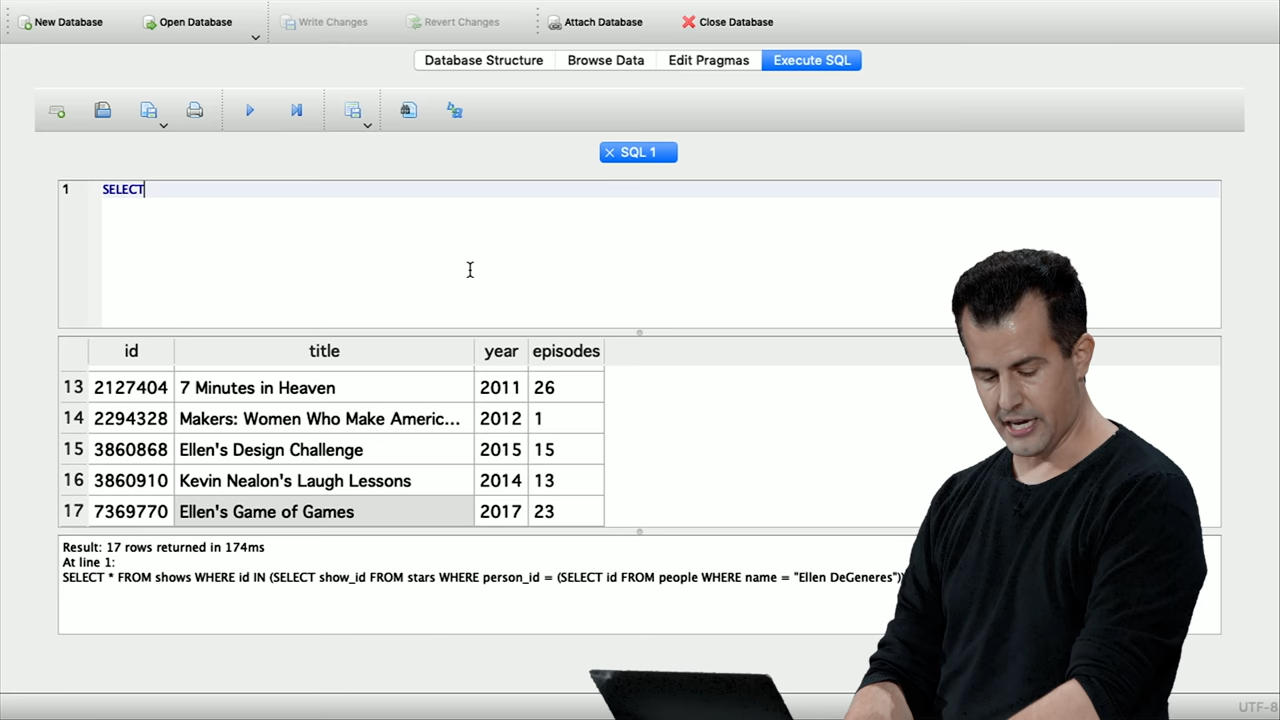 New Database Open Database Write Changes Revert Changes Attach Database Close Database
Database Structure Browse Data Edit Pragmas Execute SQL
SQL 1
1 SELECT
id title year episodes
13 2127404 7 Minutes in Heaven 2011 26
14 2294328 Makers: Women Who Make Americ... 2012 1
15 3860868 Ellen's Design Challenge 2015 15
16 3860910 Kevin Nealon's Laugh Lessons 2014 13
17 7369770 Ellen's Game of Games 2017 23
Result: 17 rows returned in 174ms
At line 1:
SELECT * FROM shows WHERE id IN (SELECT show_id FROM stars WHERE person_id = (SELECT id FROM people WHERE name = "Ellen DeGeneres")
UTF-8